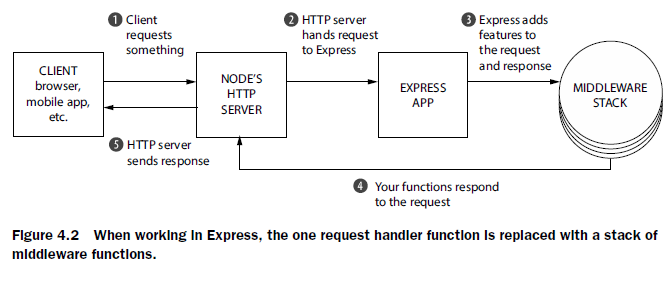 1 Client
requests
something
2 HTTP server
hands request
to Express
3 Express adds
features to
the request
and response
CLIENT
browser,
mobile app,
etc.
NODE'S
HTTP
SERVER
EXPRESS
APP
MIDDLEWARE
STACK
5 HTTP server
sends response
4 Your functions respond
to the request
Figure 4.2 When working in Express, the one request handler function is replaced with a stack of
middleware functions.